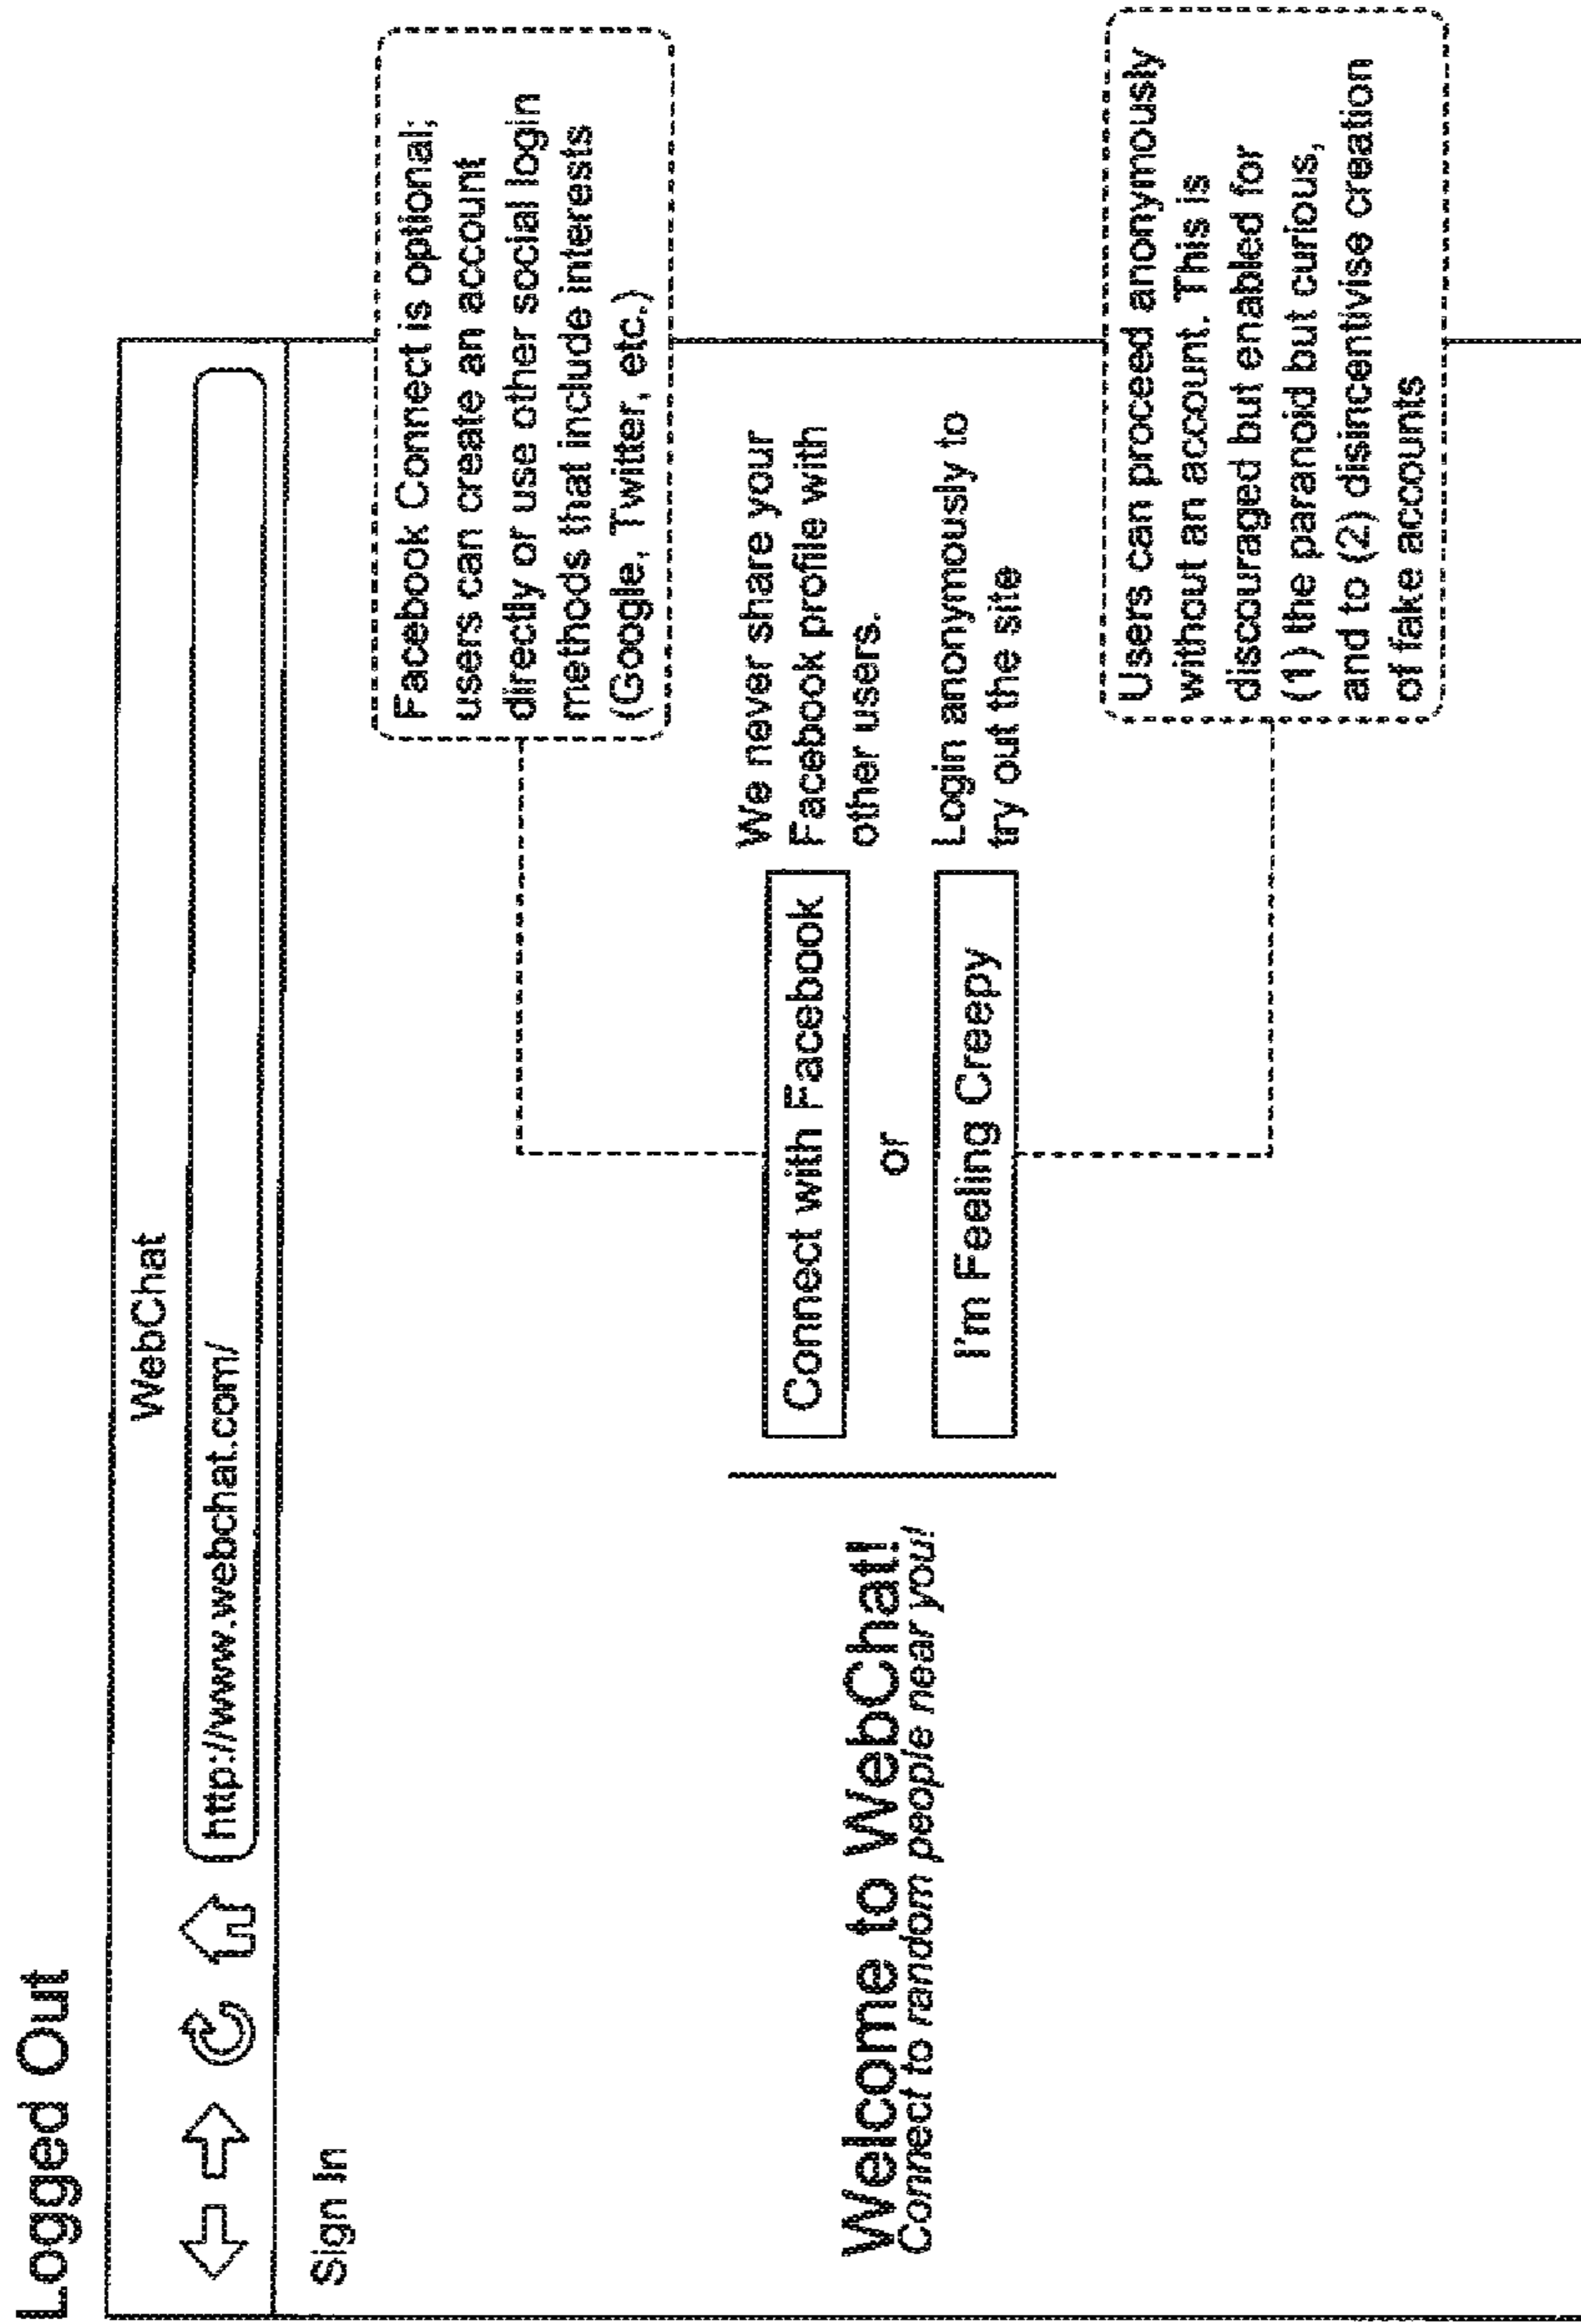 Logged Out
WebChat
http://www.webchat.com/
Sign In
Facebook Connect is optional;
users can create an account
directly or use other social login
methods that include interests
(Google, Twitter, etc.)
Welcome to WebChat!
Connect to random people near you!
Connect with Facebook
We never share your
Facebook profile with
other users.
or
I'm Feeling Creepy
Login anonymously to
try out the site
Users can proceed anonymously
without an account. This is
discouraged but enabled for
(1) the paranoid but curious,
and to (2) disincentivise creation
of fake accounts